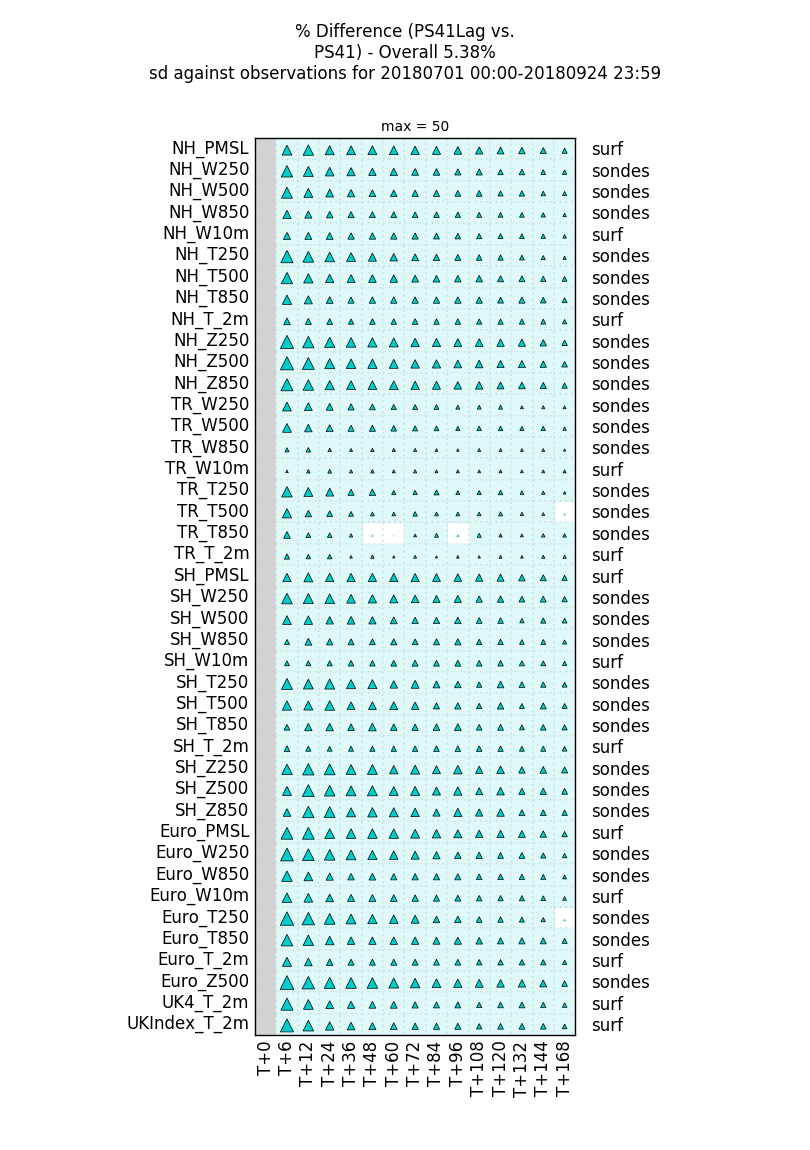 % Difference (PS41Lag vs.
PS41) - Overall 5.38%
sd against observations for 20180701 00:00-20180924 23:59
max = 50
NH_PMSL surf
NH_W250 sondes
NH_W500 sondes
NH_W850 sondes
NH_W10m surf
NH_T250 sondes
NH_T500 sondes
NH_T850 sondes
NH_T_2m surf
NH_Z250 sondes
NH_Z500 sondes
NH_Z850 sondes
TR_W250 sondes
TR_W500 sondes
TR_W850 sondes
TR_W10m surf
TR_T250 sondes
TR_T500 sondes
TR_T850 sondes
TR_T_2m surf
SH_PMSL surf
SH_W250 sondes
SH_W500 sondes
SH_W850 sondes
SH_W10m surf
SH_T250 sondes
SH_T500 sondes
SH_T850 sondes
SH_T_2m surf
SH_Z250 sondes
SH_Z500 sondes
SH_Z850 sondes
Euro_PMSL surf
Euro_W250 sondes
Euro_W850 sondes
Euro_W10m surf
Euro_T250 sondes
Euro_T850 sondes
Euro_T_2m surf
Euro_Z500 sondes
UK4_T_2m surf
UKIndex_T_2m surf
T+0 T+6 T+12 T+24 T+36 T+48 T+60 T+72 T+84 T+96 T+108 T+120 T+132 T+144 T+168